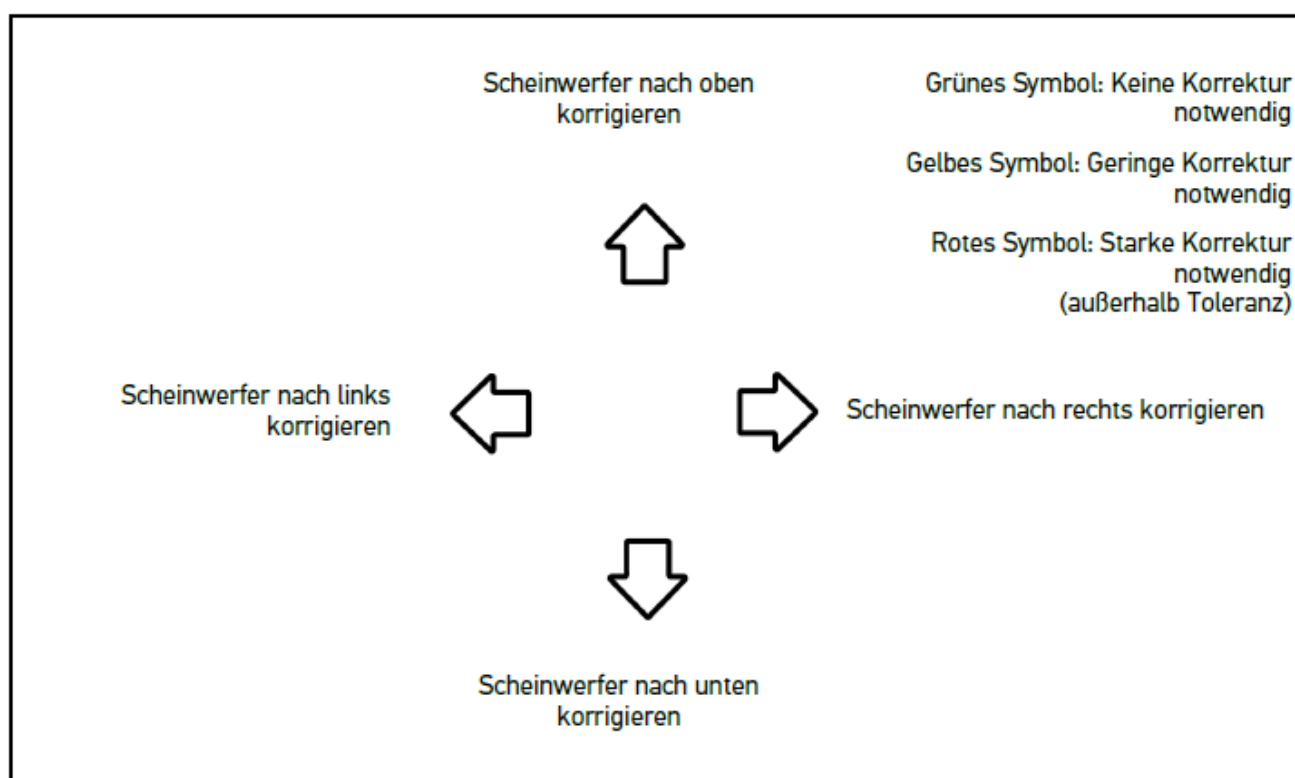 Scheinwerfer nach oben
korrigieren
Grünes Symbol: Keine Korrektur
notwendig
Gelbes Symbol: Geringe Korrektur
notwendig
Rotes Symbol: Starke Korrektur
notwendig
(außerhalb Toleranz)
Scheinwerfer nach links
korrigieren
Scheinwerfer nach rechts korrigieren
Scheinwerfer nach unten
korrigieren